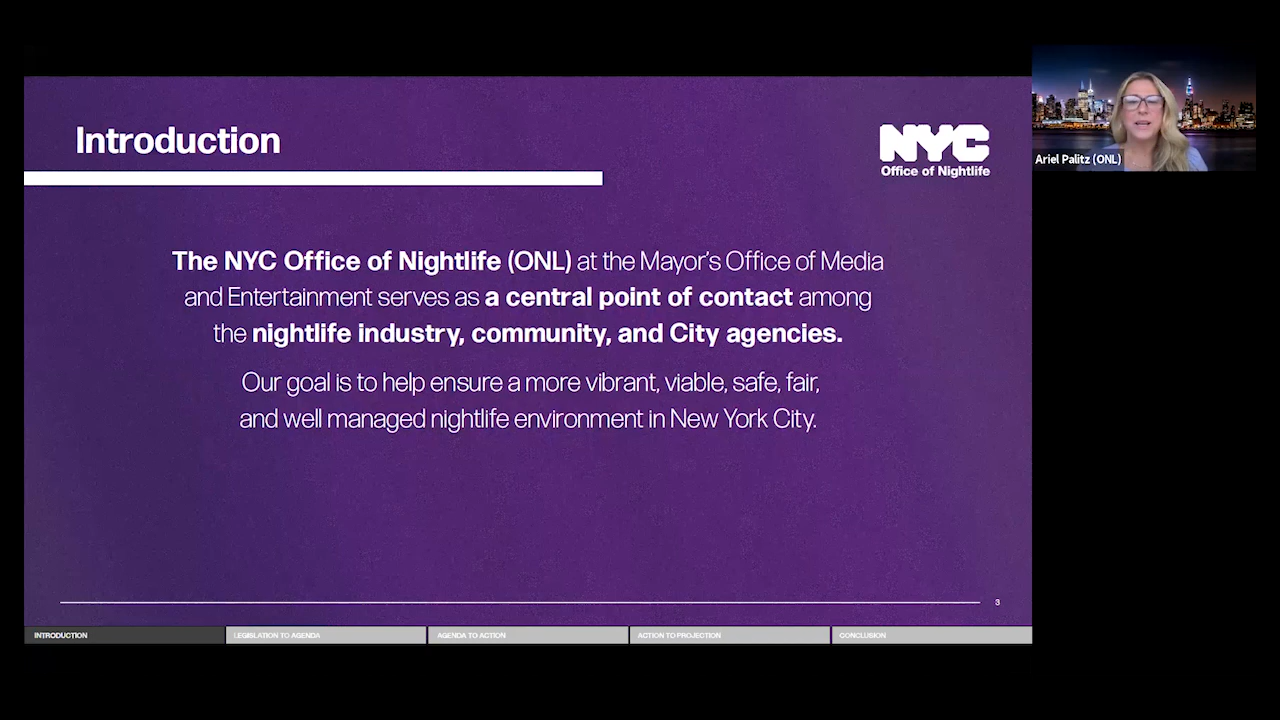 Introduction
NYC
Office of Nightlife
Ariel Palitz (ONL)
The NYC Office of Nightlife (ONL) at the Mayor's Office of Media
and Entertainment serves as a central point of contact among
the nightlife industry, community, and City agencies.
Our goal is to help ensure a more vibrant, viable, safe, fair,
and well managed nightlife environment in New York City.
3
INTRODUCTION
LEGISLATION TO AGENDA
AGENDA TO ACTION
ACTION TO PROJECTION
CONCLUSION